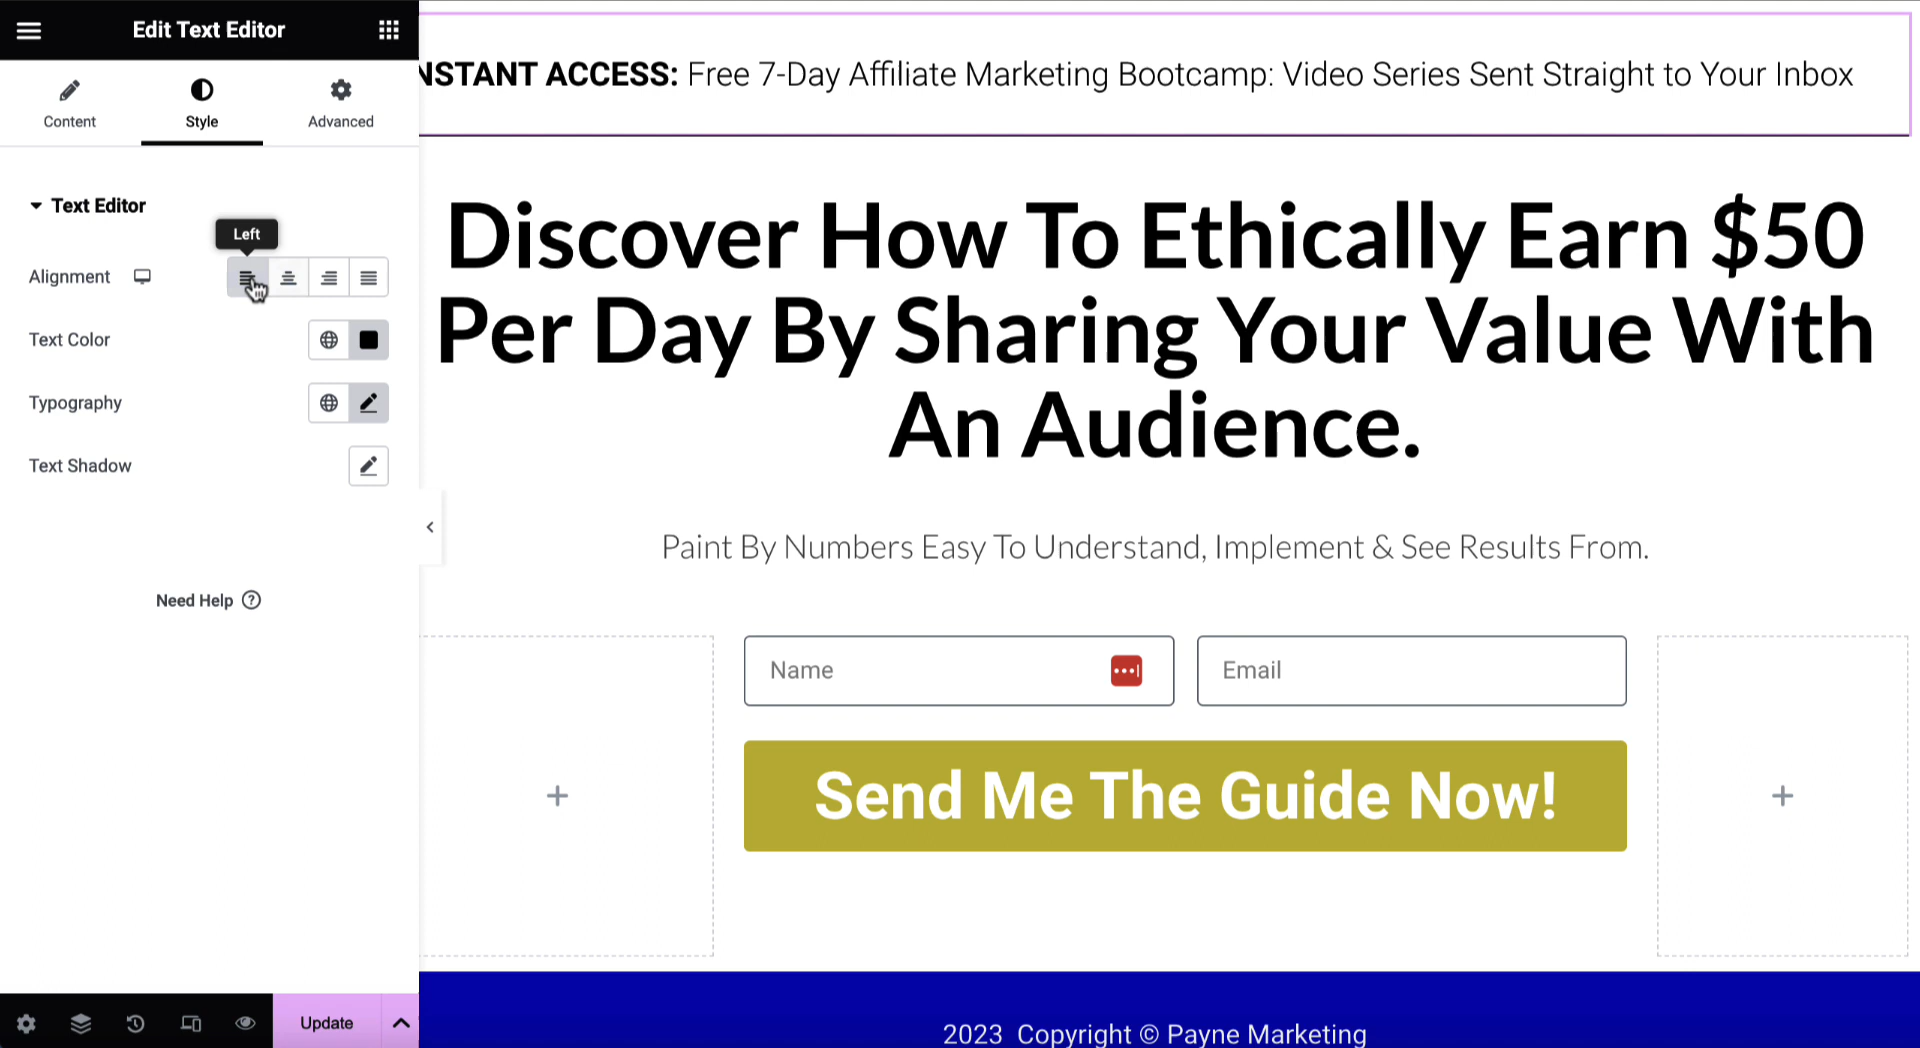 Edit Text Editor
Content
Style
Advanced
Text Editor
Left
Alignment
Text Color
Typography
Text Shadow
Need Help ?
Update
NSTANT ACCESS: Free 7-Day Affiliate Marketing Bootcamp: Video Series Sent Straight to Your Inbox
Discover How To Ethically Earn $50
Per Day By Sharing Your Value With
An Audience.
Paint By Numbers Easy To Understand, Implement & See Results From.
Name
Email
Send Me The Guide Now!
2023 Copyright © Payne Marketing